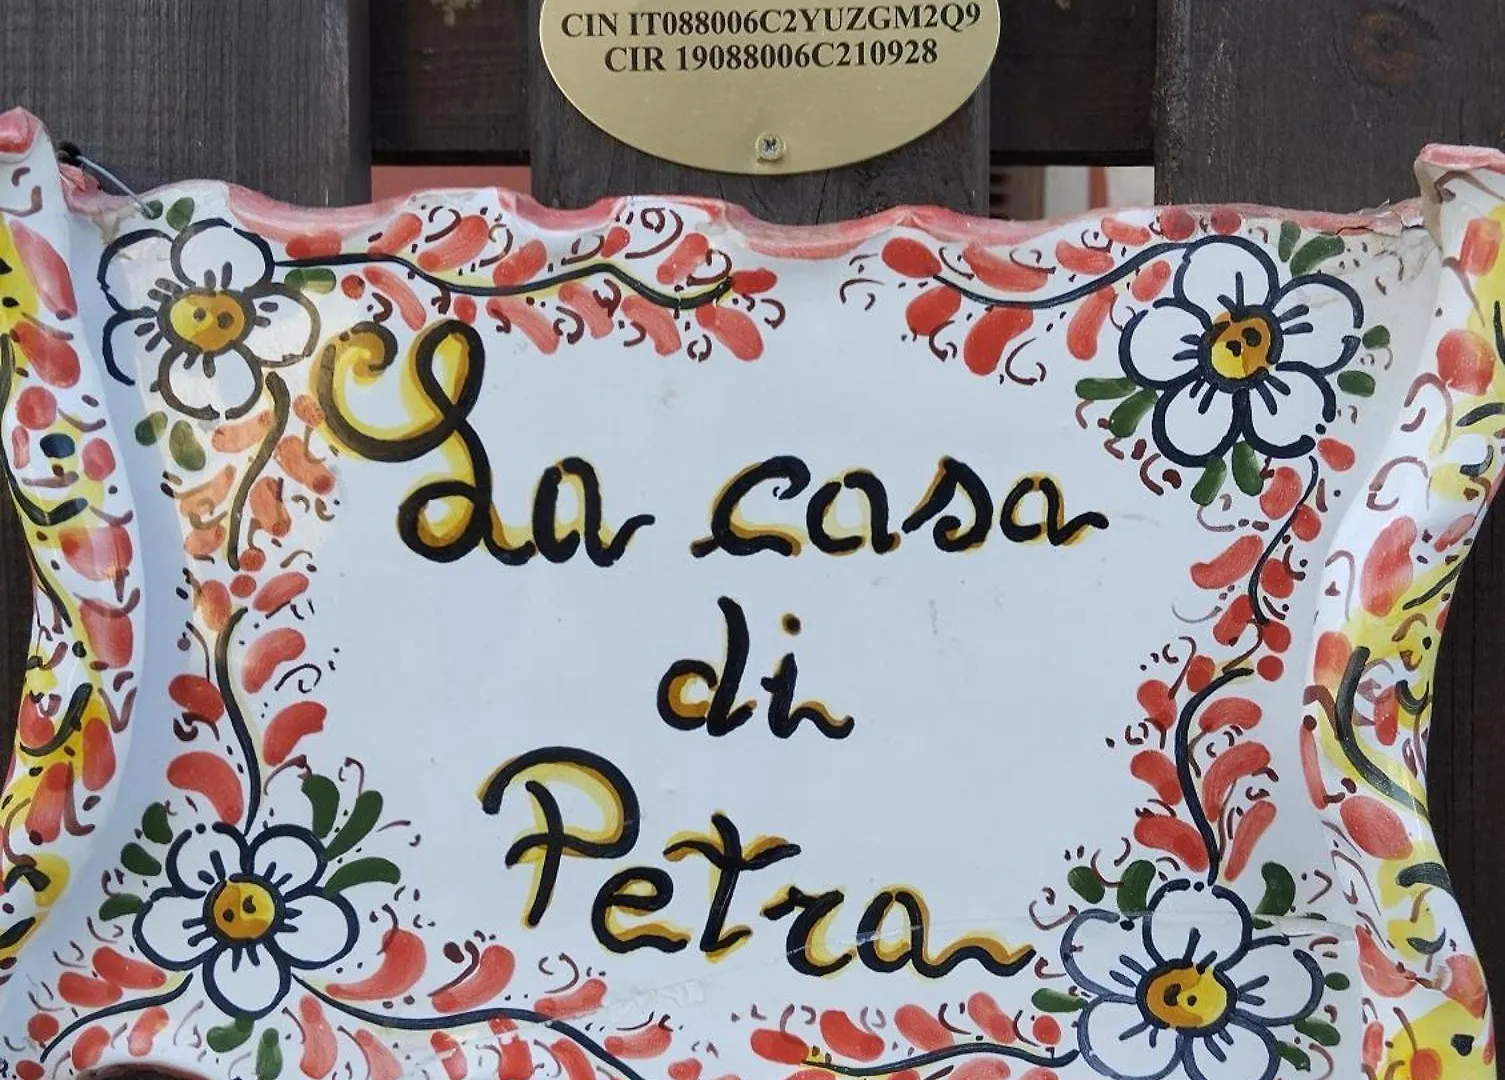 CIN IT088006C2YUZGM2Q9
CIR 19088006C210928
La casa
di
Petra